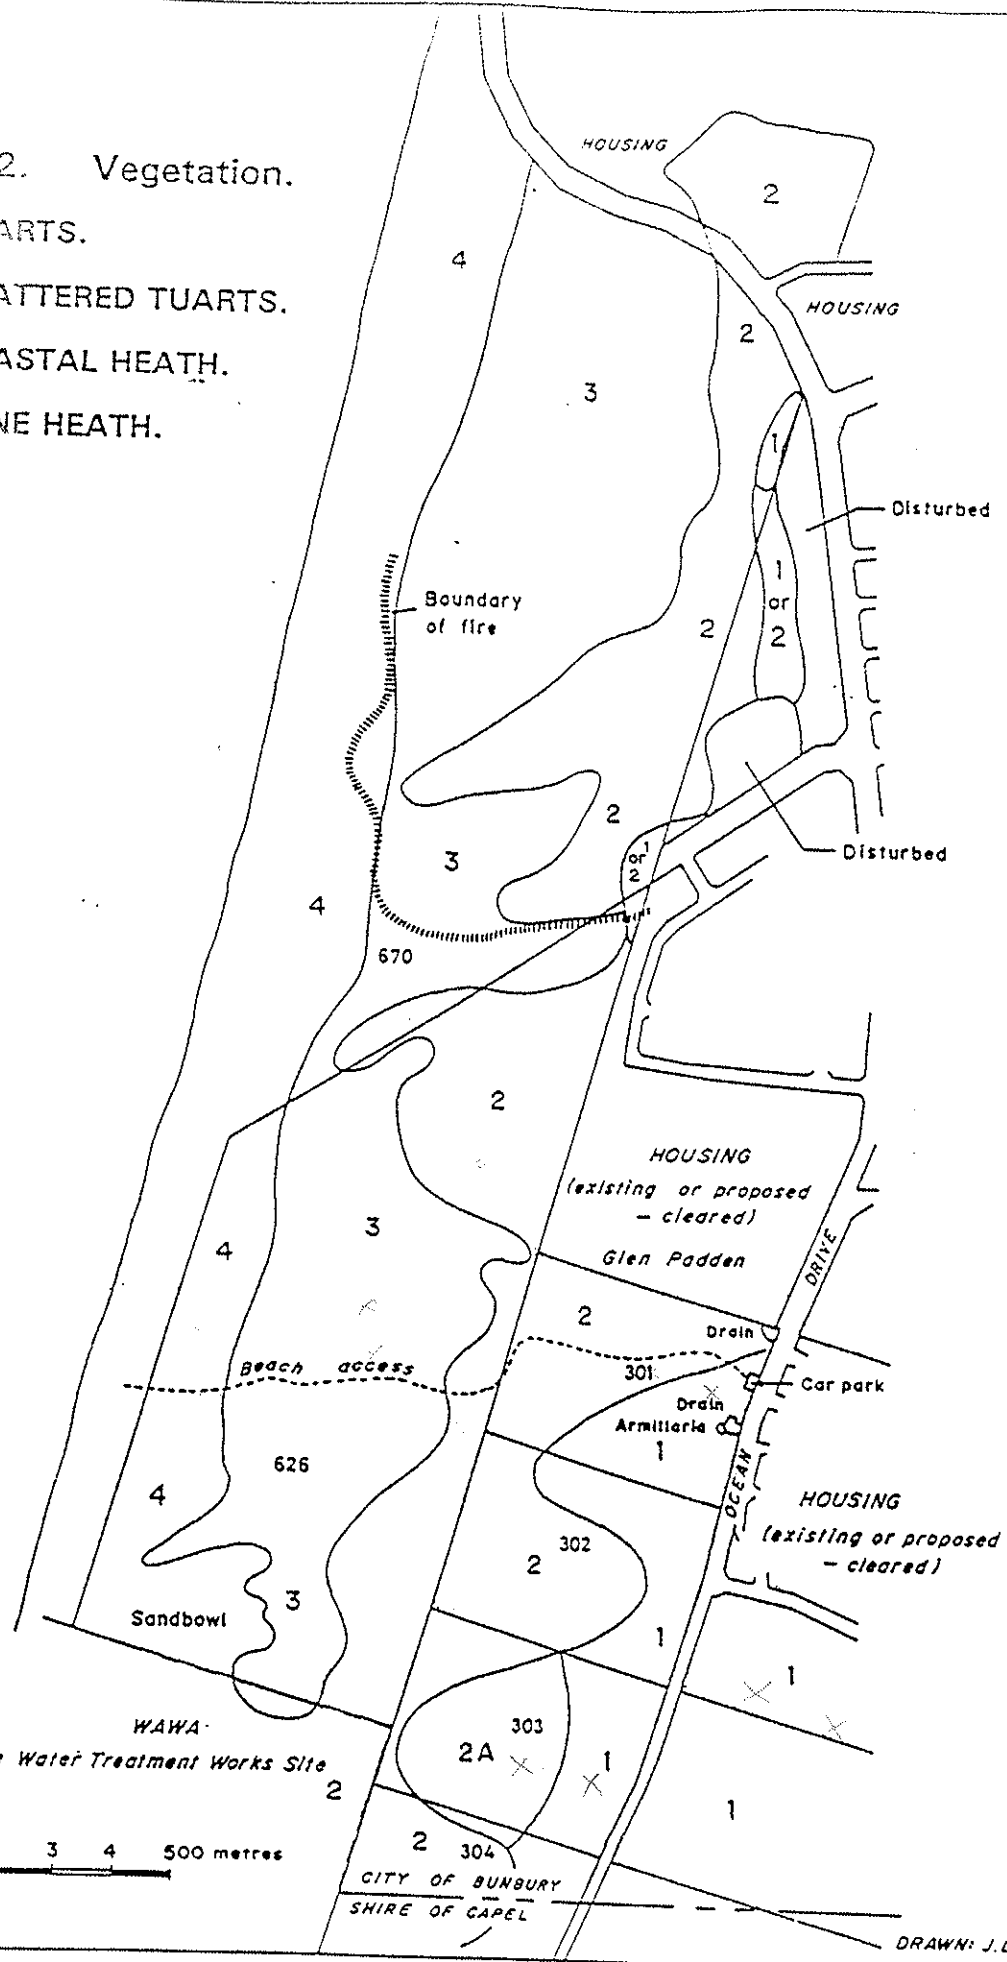 2. Vegetation.
ARTS.
ATTERED TUARTS.
ASTAL HEATH.
NE HEATH.
HOUSING
2
4
HOUSING
2
3
1
Disturbed
1
or
2
Boundary
of fire
2
2
1
or
2
3
Disturbed
4
670
2
HOUSING
(existing or proposed
– cleared)
3
4
Glen Padden
DRIVE
2
Drain
Beach access
301
Car park
Drain
Armillaria
1
626
4
OCEAN
HOUSING
(existing or proposed
– cleared)
302
2
3
Sandbowl
1
1
WAWA
303
2A
1
e Water Treatment Works Site
2
1
2
304
3 4 500 metres
CITY OF BUNBURY
SHIRE OF CAPEL
DRAWN: J.L